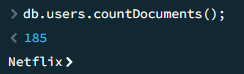 > db.users.countDocuments();
< 185
Netflix>